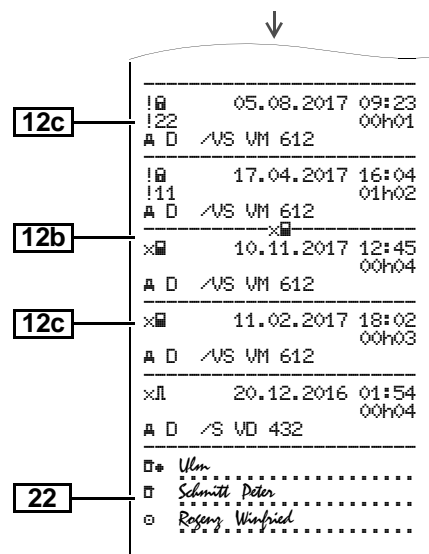 !🔒 05.08.2017 09:23
12c
!22 00h01
D /VS VM 612
!🔒 17.04.2017 16:04
!11 01h02
D /VS VM 612
12b
×
× 10.11.2017 12:45
00h04
D /VS VM 612
12c
× 11.02.2017 18:02
00h03
D /VS VM 612
× 20.12.2016 01:54
00h04
D /S VD 432
Ulm
22
Schmitt Peter
Rogenz Winfried